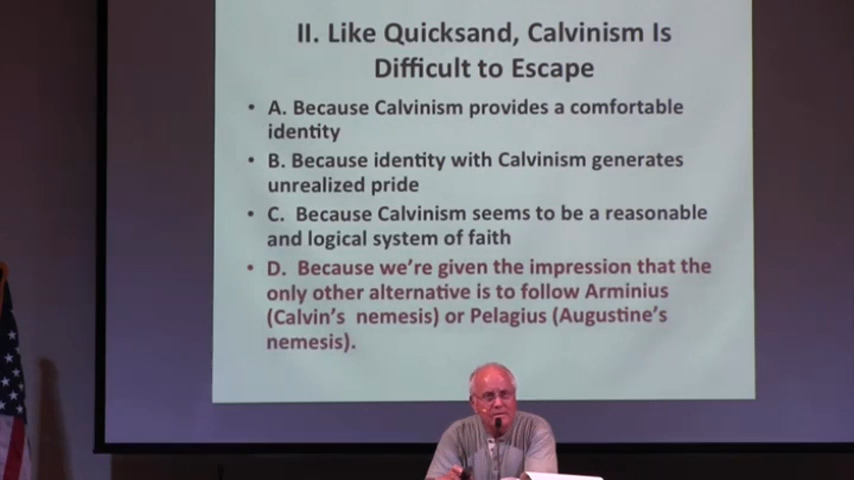 II. Like Quicksand, Calvinism Is
Difficult to Escape
• A. Because Calvinism provides a comfortable
identity
• B. Because identity with Calvinism generates
unrealized pride
• C. Because Calvinism seems to be a reasonable
and logical system of faith
• D. Because we’re given the impression that the
only other alternative is to follow Arminius
(Calvin’s nemesis) or Pelagius (Augustine’s
nemesis).